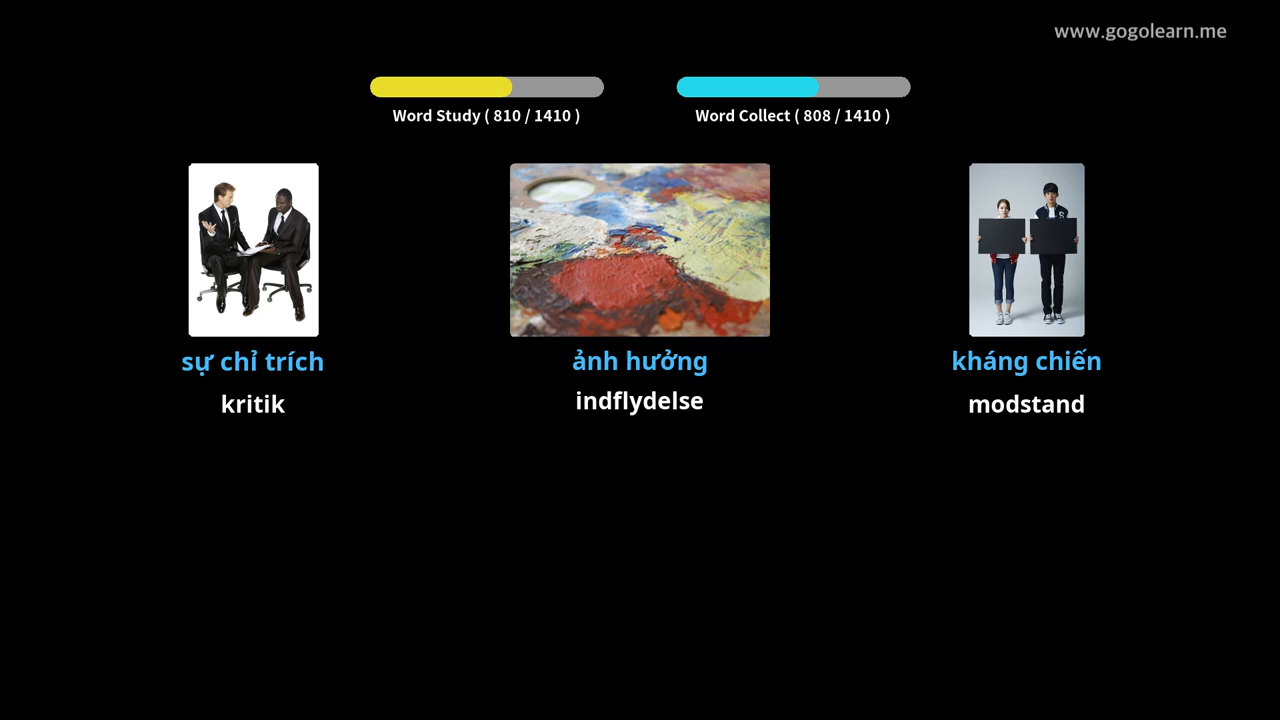 www.gogolearn.me
Word Study ( 810 / 1410 )
Word Collect ( 808 / 1410 )
sự chỉ trích
kritik
ảnh hưởng
indflydelse
kháng chiến
modstand